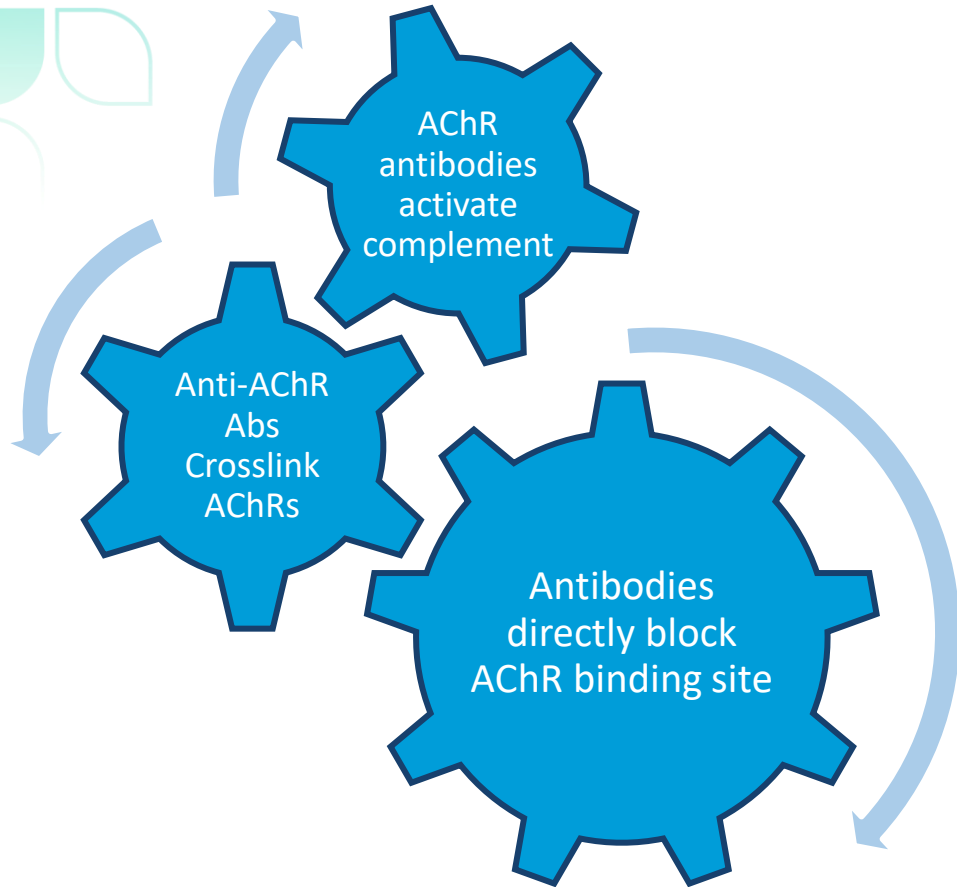 AChR
antibodies
activate
complement
Anti-AChR
Abs
Crosslink
AChRs
Antibodies
directly block
AChR binding site